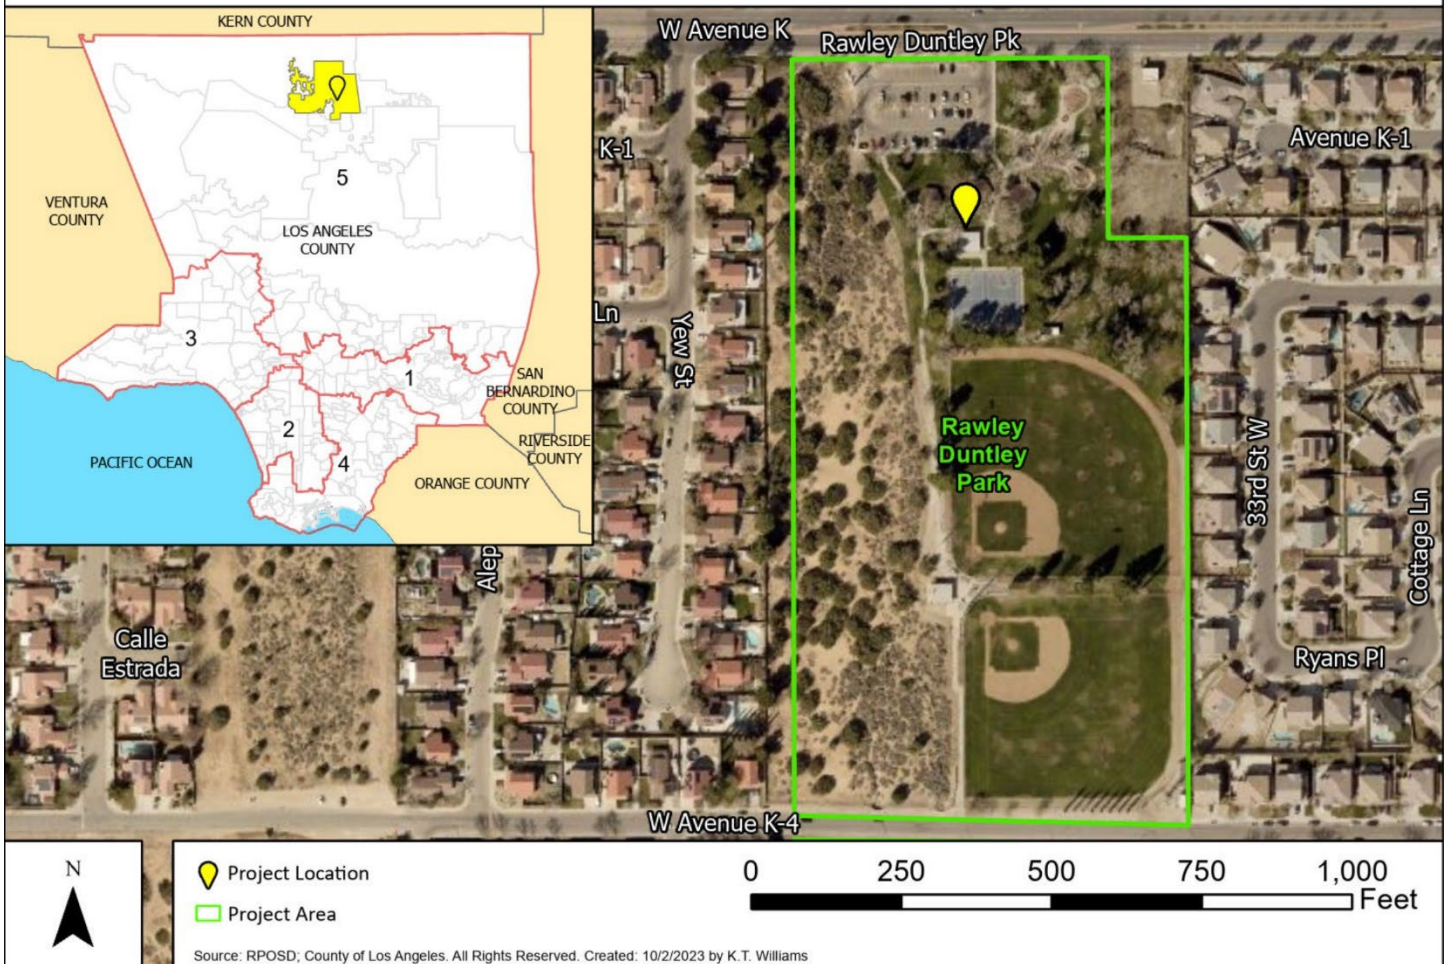 KERN COUNTY
VENTURA
COUNTY
5
LOS ANGELES
COUNTY
3
1
SAN
BERNARDINO
COUNTY
2
4
RIVERSIDE
COUNTY
PACIFIC OCEAN
ORANGE COUNTY
W Avenue K
Rawley Duntley Pk
K-1
Avenue K-1
Ln
Yew St
Rawley
Duntley
Park
33rd St W
Cottage Ln
Alep
Calle
Estrada
Ryans Pl
W Avenue K-4
N
Project Location
Project Area
0 250 500 750 1,000
Feet
Source: RPOSD; County of Los Angeles. All Rights Reserved. Created: 10/2/2023 by K.T. Williams